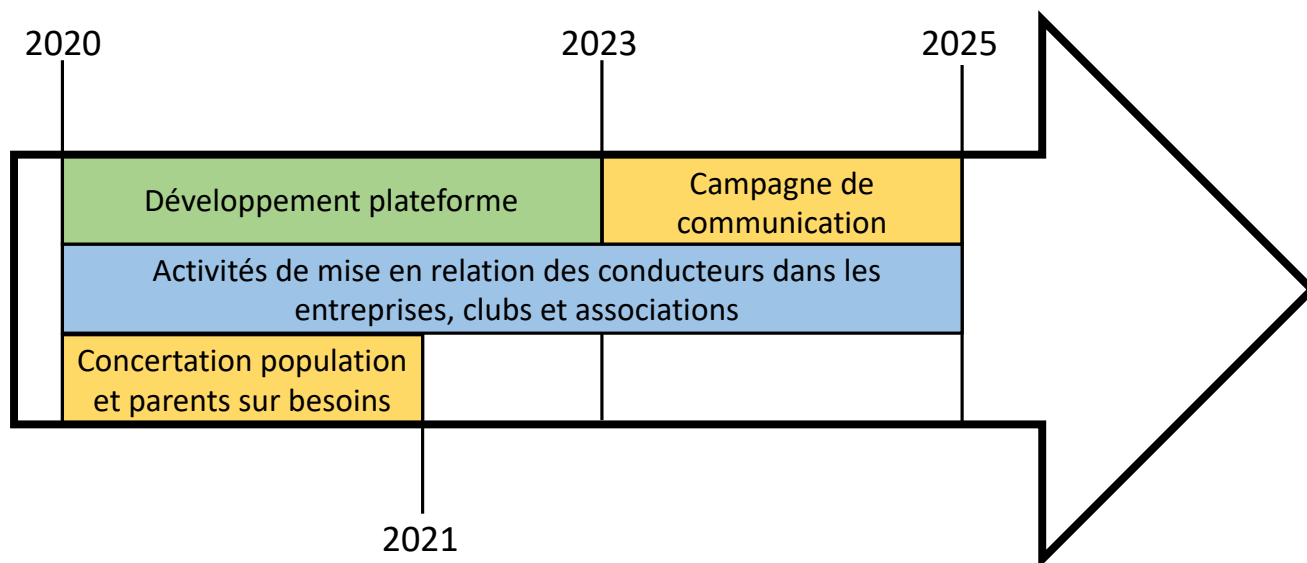 2020
2023
2025
Développement plateforme
Campagne de
communication
Activités de mise en relation des conducteurs dans les
entreprises, clubs et associations
Concertation population
et parents sur besoins
2021